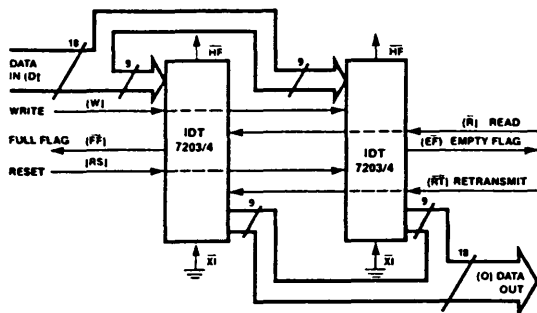 18
9
HF
HF
DATA
IN (D)
9
9
WRITE
(W)
(R) READ
IDT
7203/4
IDT
7203/4
FULL FLAG
(FF)
(EF) EMPTY FLAG
RESET
(RS)
(RT) RETRANSMIT
9
9
XI
XI
18
(O) DATA
OUT